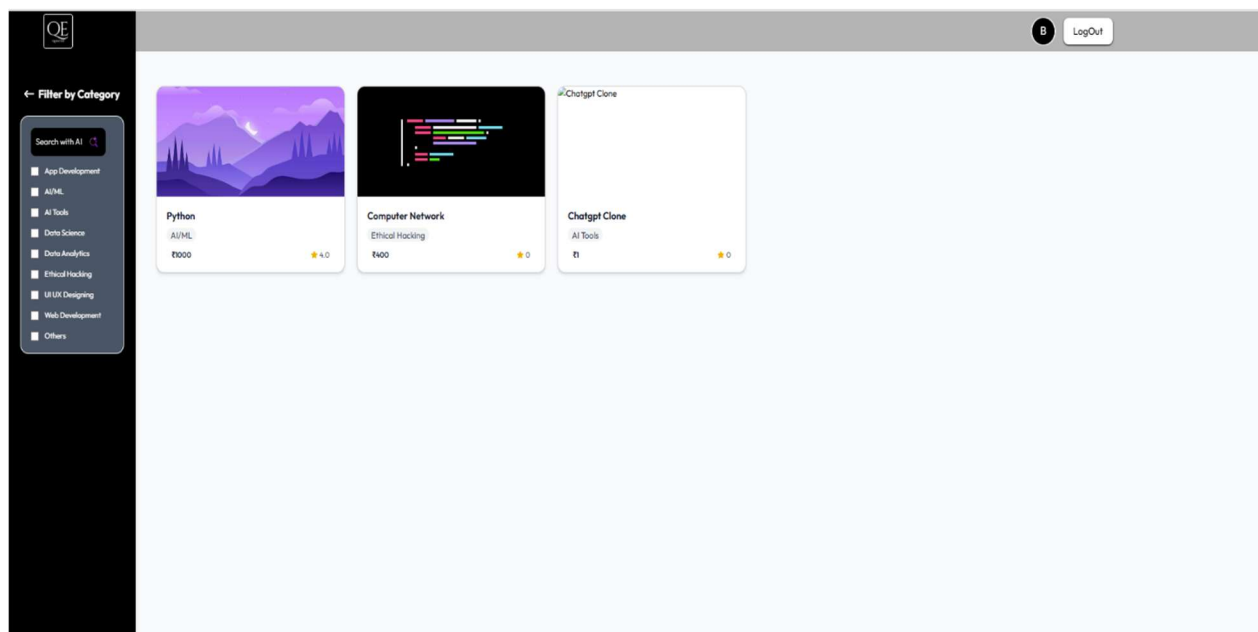 QE
B
LogOut
← Filter by Category
Search with AI
App Development
AI/ML
AI Tools
Data Science
Data Analytics
Ethical Hacking
UI UX Designing
Web Development
Others
Python
AI/ML
₹1000
4.0
Computer Network
Ethical Hacking
₹400
0
Chatgpt Clone
Chatgpt Clone
AI Tools
₹1
0